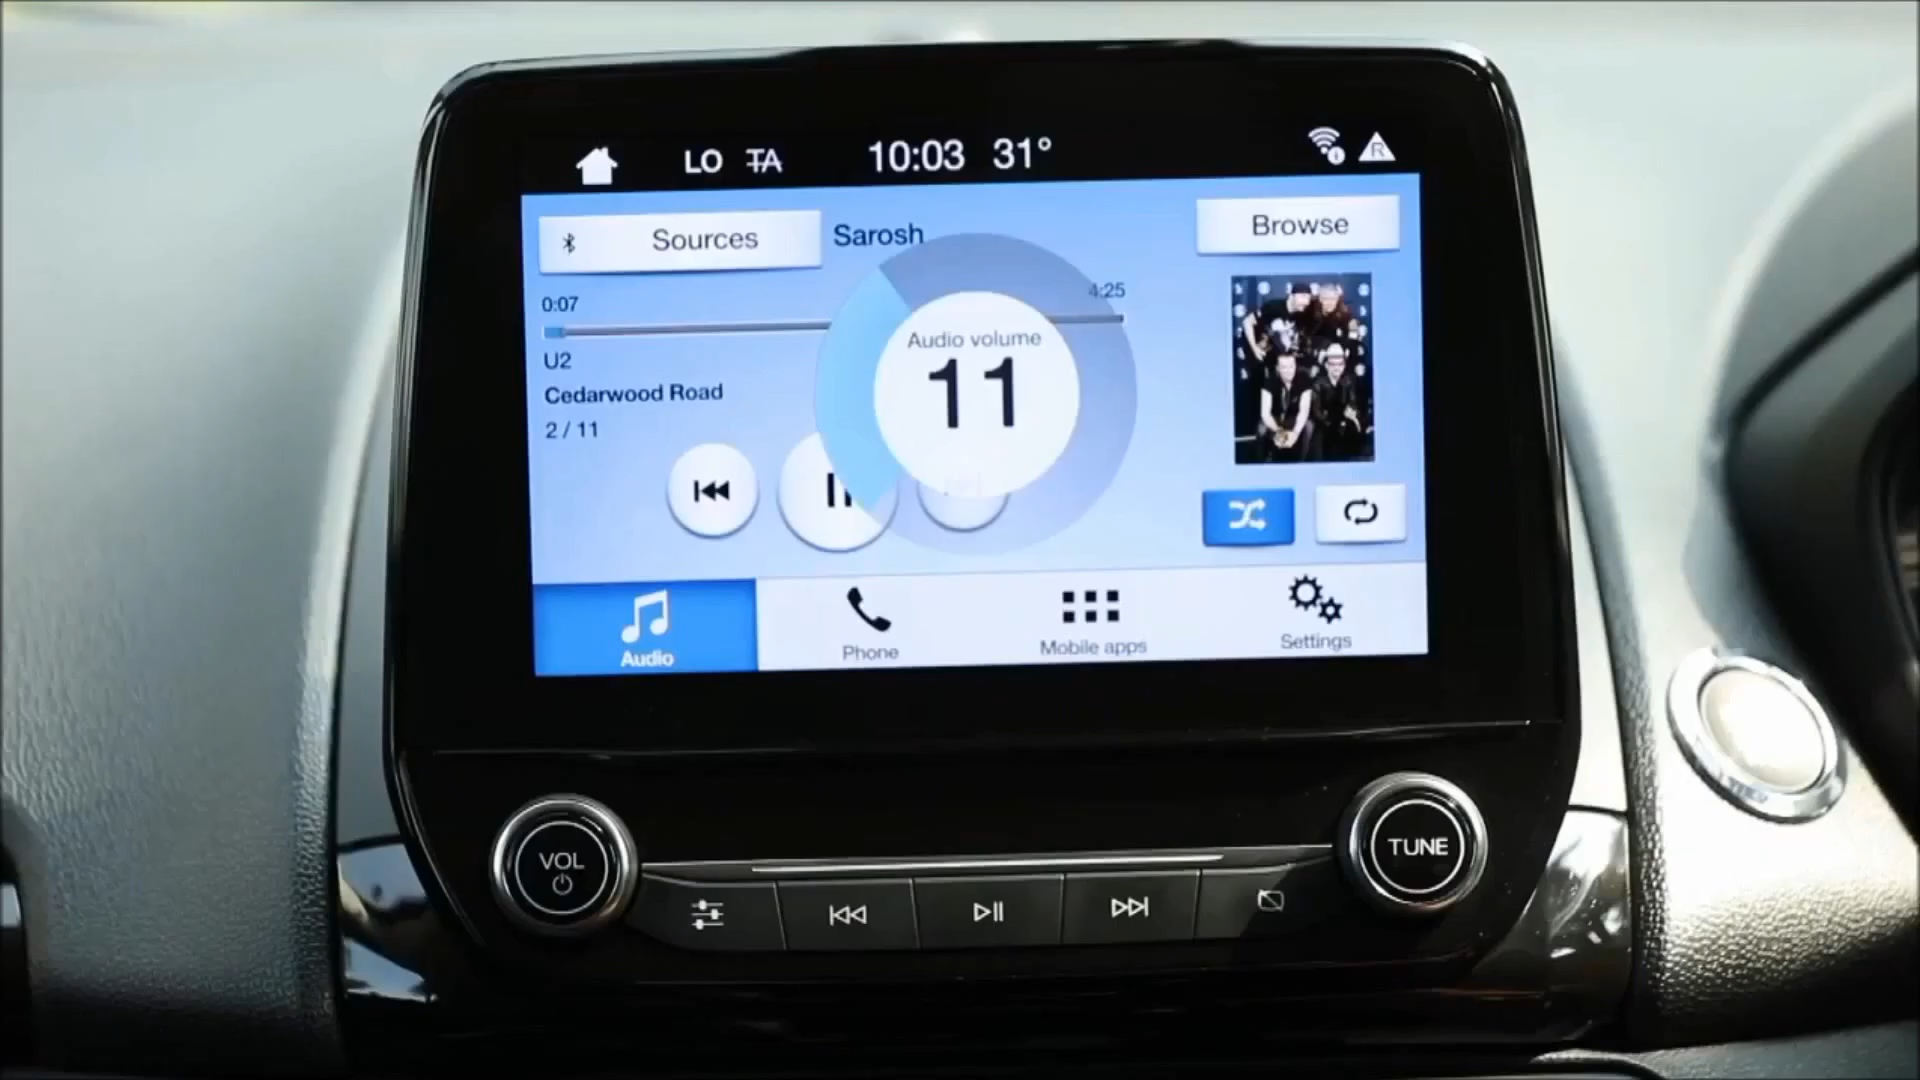 LO TA 10:03 31° R
Sources Sarosh Browse
0:07 4:25
Audio volume
11
U2
Cedarwood Road
2 / 11
Audio Phone Mobile apps Settings
VOL TUNE